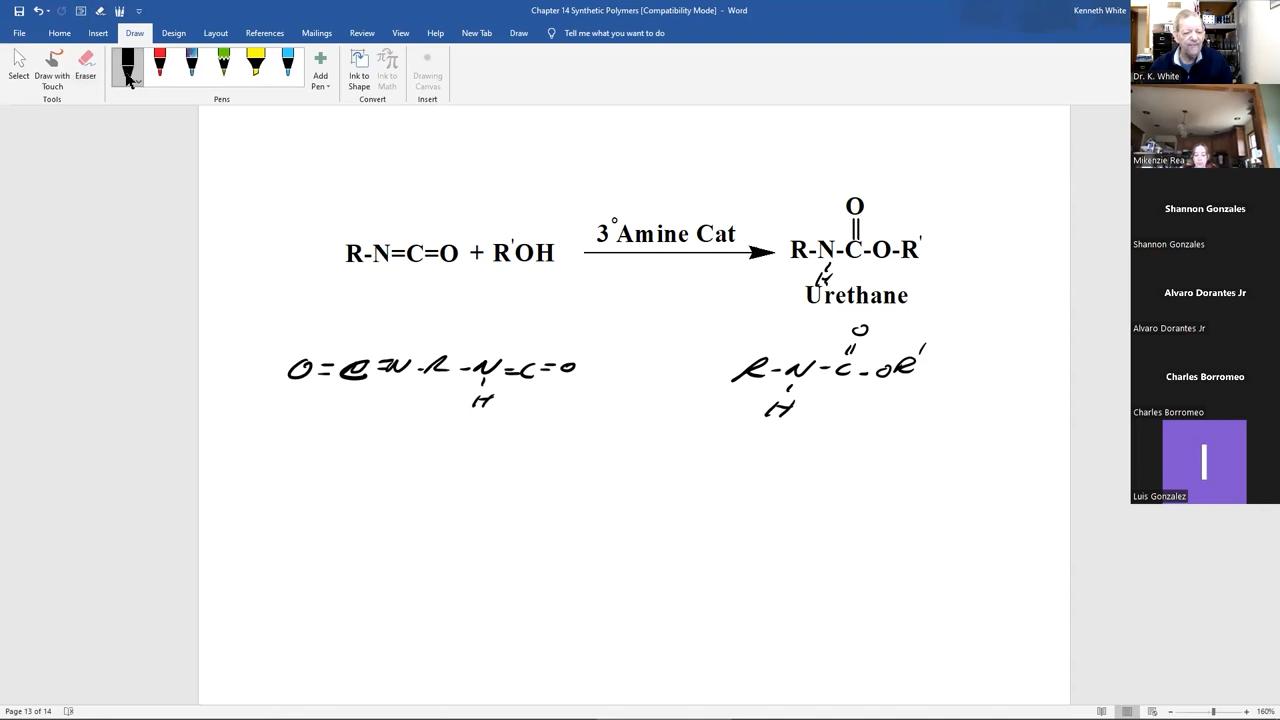 Chapter 14 Synthetic Polymers [Compatibility Mode] - Word
Kenneth White
File Home Insert Draw Design Layout References Mailings Review View Help New Tab Draw Tell me what you want to do
Select
Draw with Touch
Eraser
Add Pen
Ink to Shape
Ink to Math
Drawing Canvas
Tools
Pens
Convert
Insert
Dr. K. White
Mikenzie Rea
Shannon Gonzales
Shannon Gonzales
Alvaro Dorantes Jr
Alvaro Dorantes Jr
Charles Borromeo
Charles Borromeo
I
Luis Gonzalez
O
R-N=C=O + R'OH 3°Amine Cat R-N-C-O-R'
H
Urethane
O
O=C=N-R-N=C=O R-N-C-OR'
H H
Page 13 of 14
160%